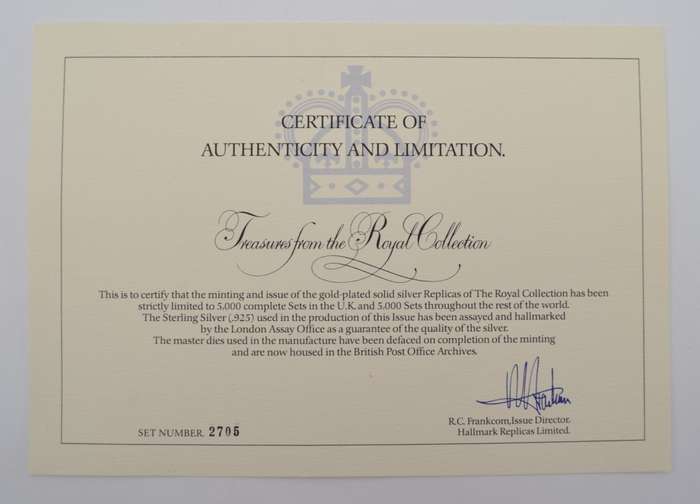 CERTIFICATE OF
AUTHENTICITY AND LIMITATION.
Treasures from the Royal Collection
This is to certify that the minting and issue of the gold-plated solid silver Replicas of The Royal Collection has been
strictly limited to 5.000 complete Sets in the U.K. and 5.000 Sets throughout the rest of the world.
The Sterling Silver (.925) used in the production of this Issue has been assayed and hallmarked
by the London Assay Office as a guarantee of the quality of the silver.
The master dies used in the manufacture have been defaced on completion of the minting
and are now housed in the British Post Office Archives.
R.C. Frankcom, Issue Director.
Hallmark Replicas Limited.
SET NUMBER. 2705